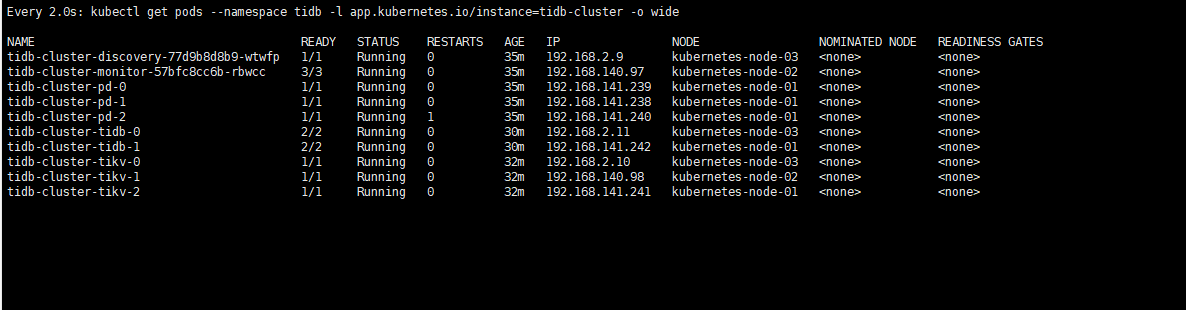 Every 2.0s: kubectl get pods --namespace tidb -l app.kubernetes.io/instance=tidb-cluster -o wide
NAME READY STATUS RESTARTS AGE IP NODE NOMINATED NODE READINESS GATES
tidb-cluster-discovery-77d9b8d8b9-wtwfp 1/1 Running 0 35m 192.168.2.9 kubernetes-node-03 <none> <none>
tidb-cluster-monitor-57bfc8cc6b-rbwcc 3/3 Running 0 35m 192.168.140.97 kubernetes-node-02 <none> <none>
tidb-cluster-pd-0 1/1 Running 0 35m 192.168.141.239 kubernetes-node-01 <none> <none>
tidb-cluster-pd-1 1/1 Running 0 35m 192.168.141.238 kubernetes-node-01 <none> <none>
tidb-cluster-pd-2 1/1 Running 1 35m 192.168.141.240 kubernetes-node-01 <none> <none>
tidb-cluster-tidb-0 2/2 Running 0 30m 192.168.2.11 kubernetes-node-03 <none> <none>
tidb-cluster-tidb-1 2/2 Running 0 30m 192.168.141.242 kubernetes-node-01 <none> <none>
tidb-cluster-tikv-0 1/1 Running 0 32m 192.168.2.10 kubernetes-node-03 <none> <none>
tidb-cluster-tikv-1 1/1 Running 0 32m 192.168.140.98 kubernetes-node-02 <none> <none>
tidb-cluster-tikv-2 1/1 Running 0 32m 192.168.141.241 kubernetes-node-01 <none> <none>